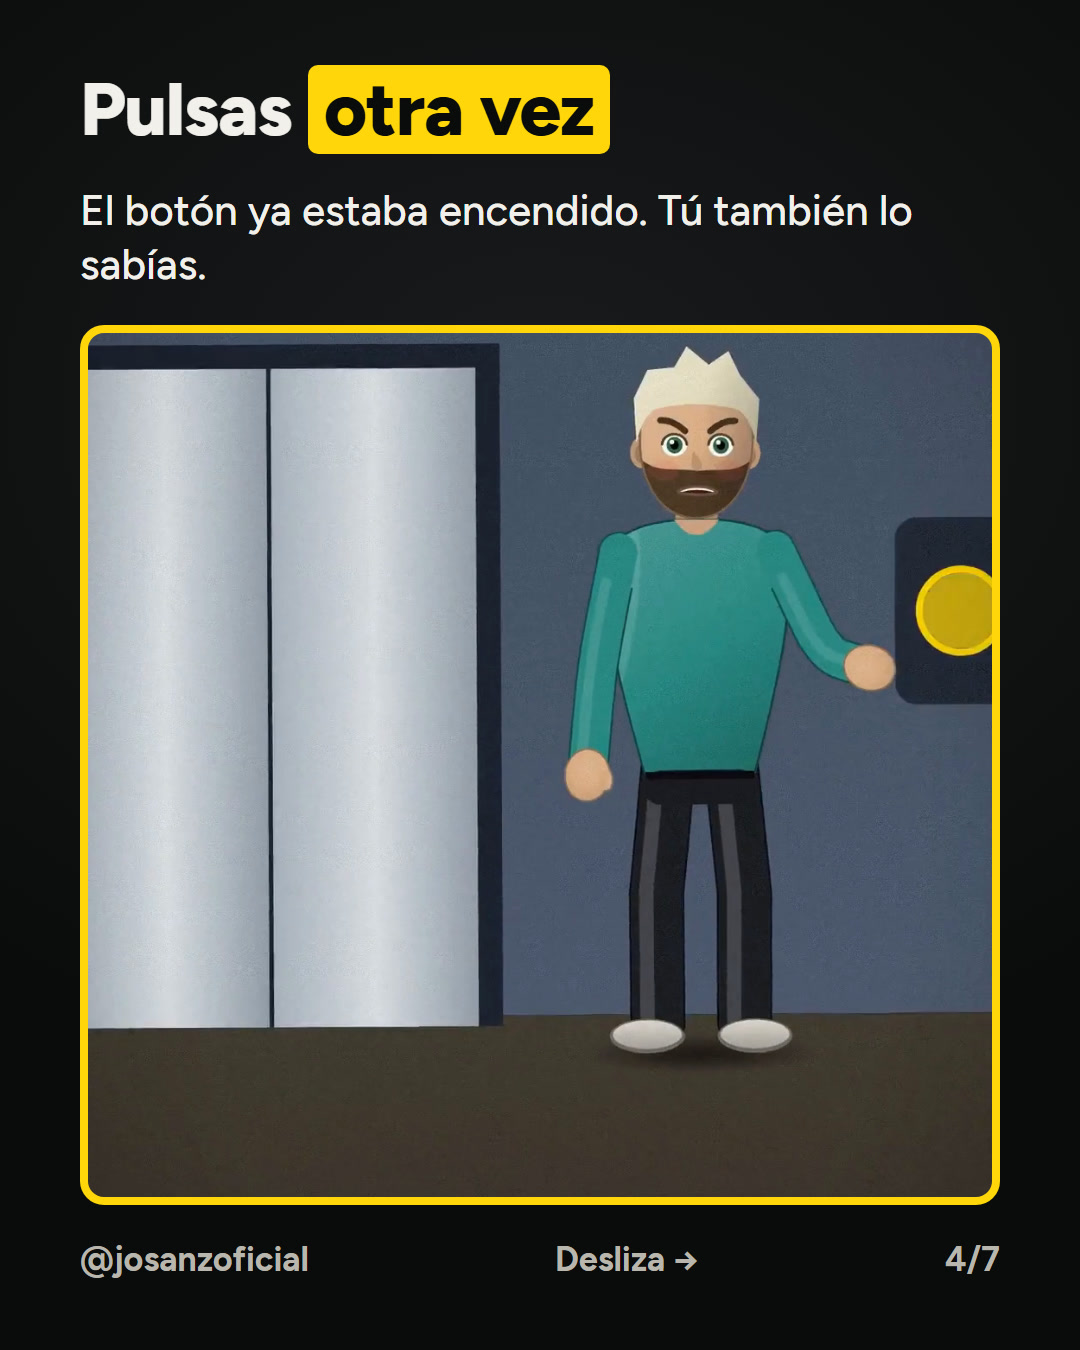 Pulsas otra vez
El botón ya estaba encendido. Tú también lo
sabías.
@josanzoficial
Desliza →
4/7